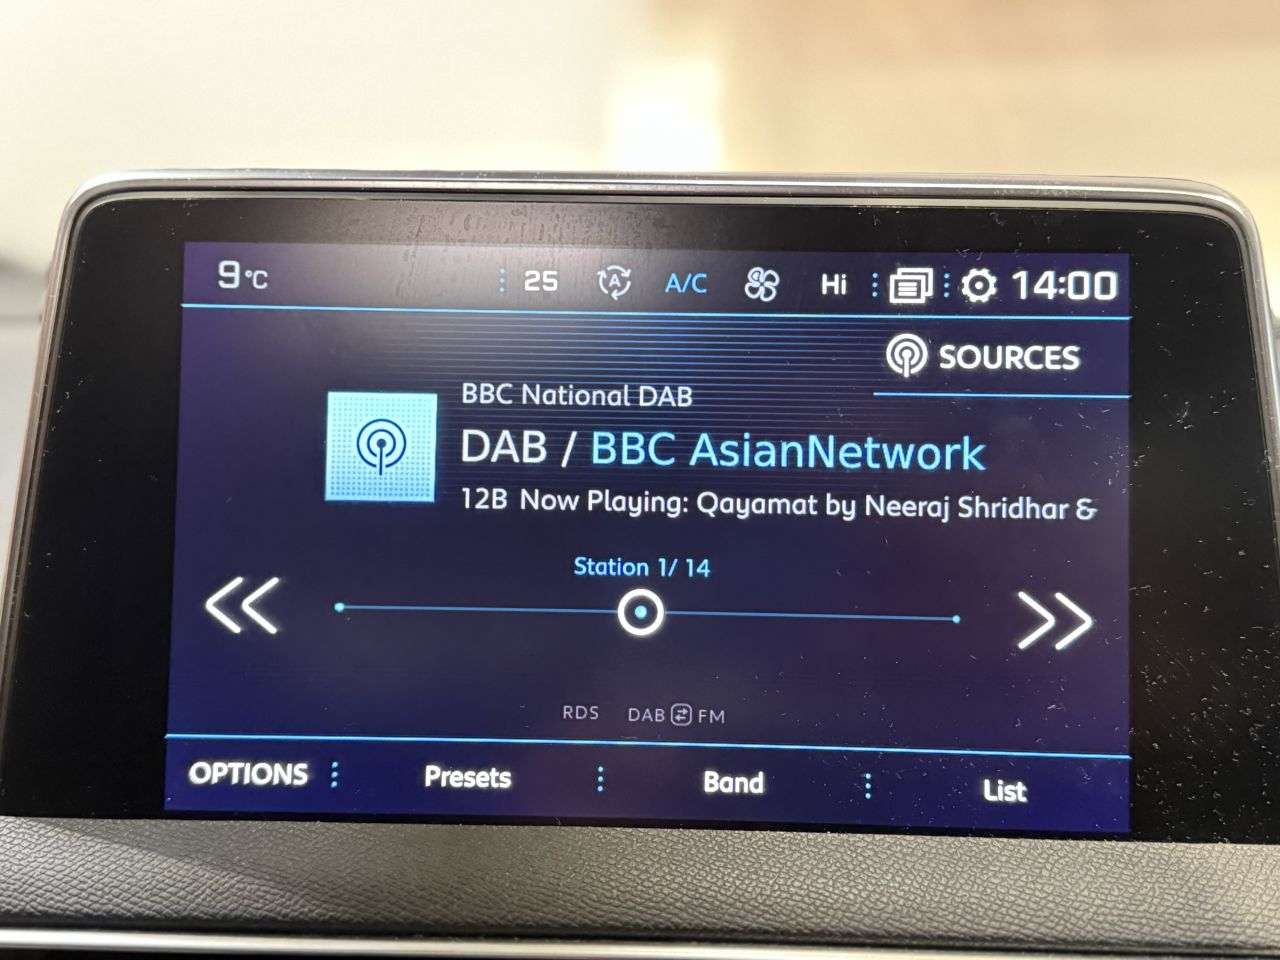 9°C 25 A A/C Hi 14:00
SOURCES
BBC National DAB
DAB / BBC AsianNetwork
12B Now Playing: Qayamat by Neeraj Shridhar &
Station 1/ 14
RDS DAB FM
OPTIONS Presets Band List